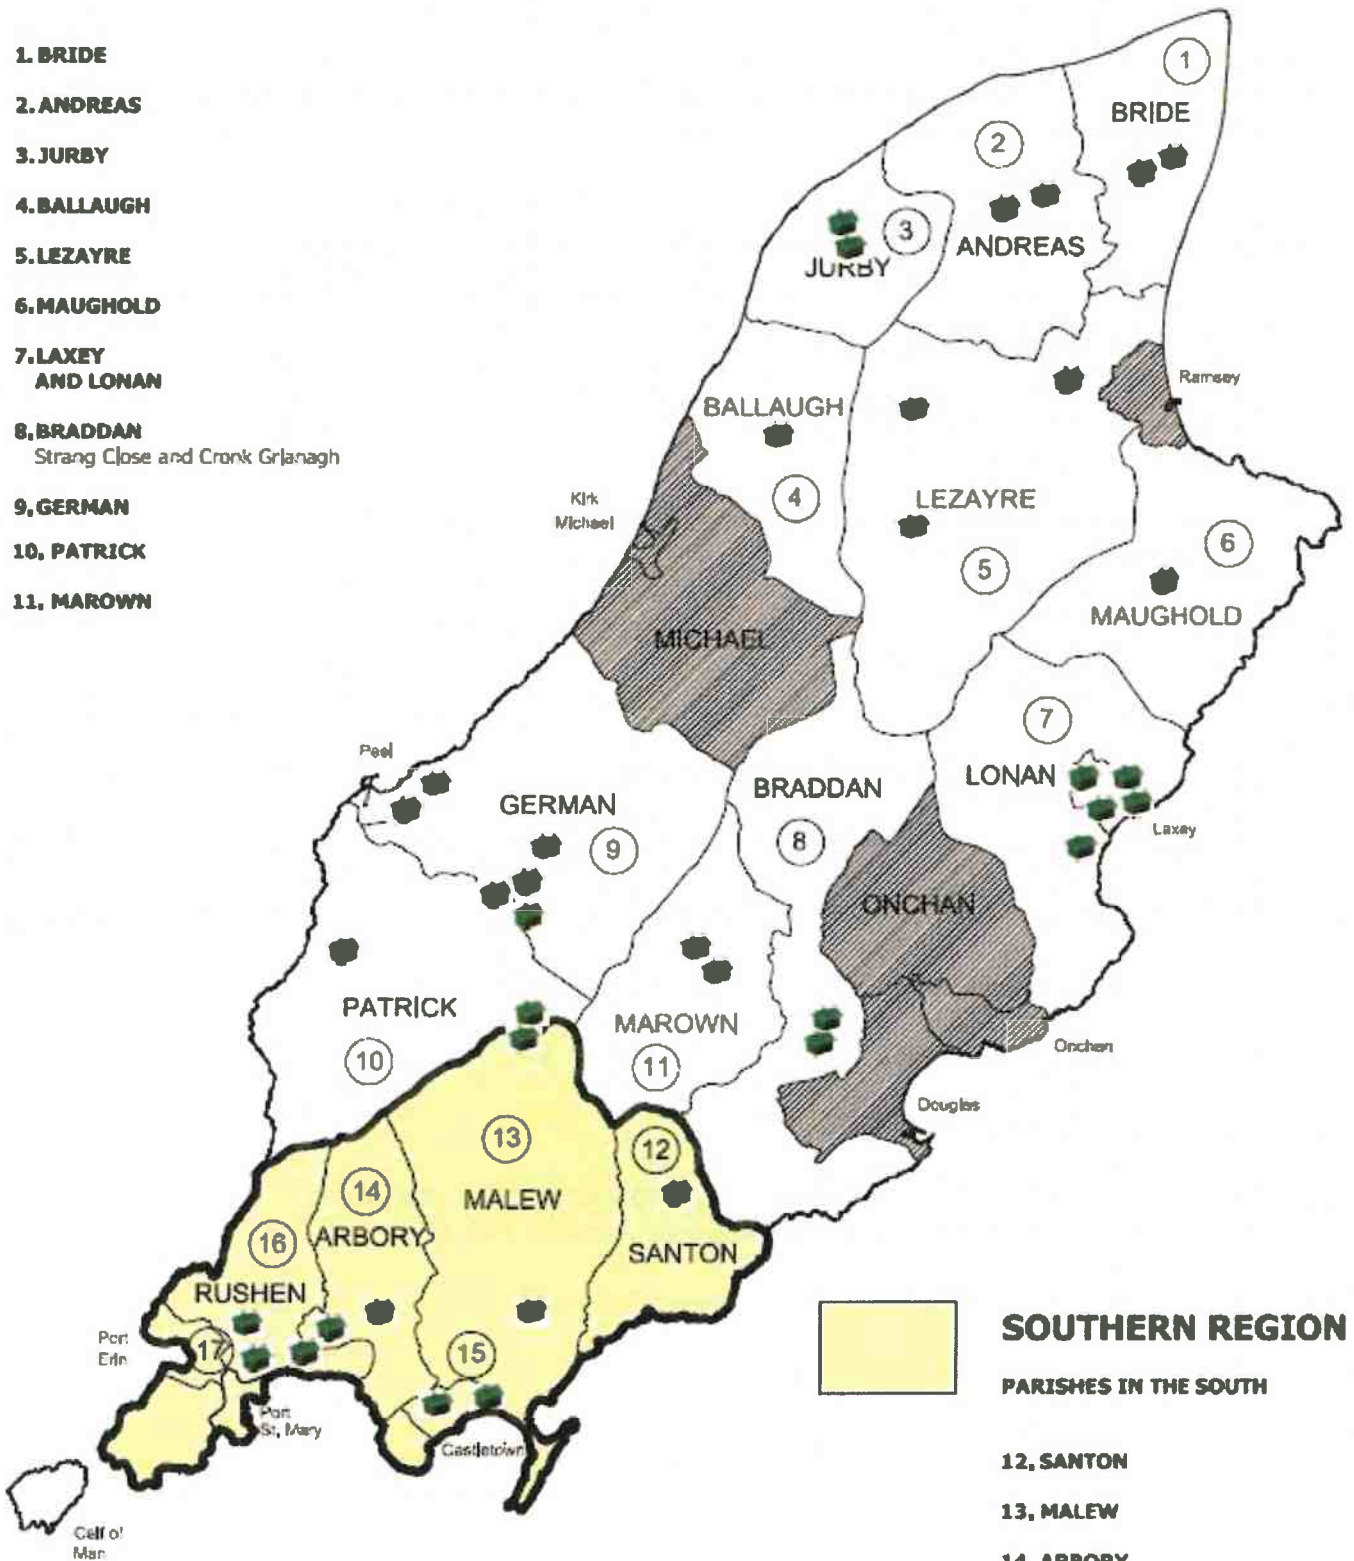 1. BRIDE
2. ANDREAS
3. JURBY
4. BALLAUGH
5. LEZAYRE
6. MAUGHOLD
7. LAXEY
AND LONAN
8. BRADDAN
Strang Close and Cronk Grianagh
9. GERMAN
10. PATRICK
11. MAROWN
1
BRIDE
2
ANDREAS
3
JURBY
Ramsey
BALLAUGH
4
LEZAYRE
5
Kirk
Michael
6
MAUGHOLD
MICHAEL
7
LONAN
Laxey
Peel
GERMAN
9
BRADDAN
8
ONCHAN
PATRICK
10
MAROWN
11
Onchan
Douglas
13
MALEW
12
SANTON
14
ARBORY
16
RUSHEN
Port
Erin
17
15
Port
St. Mary
Castletown
Calf of
Man
SOUTHERN REGION
PARISHES IN THE SOUTH
12. SANTON
13. MALEW
14. ARBORY